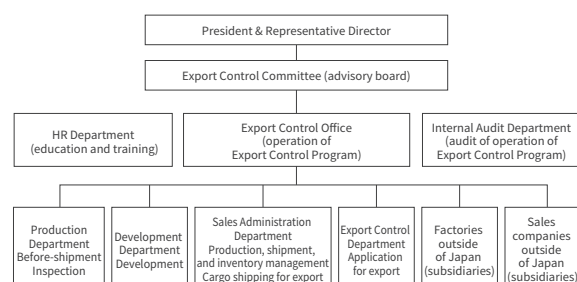 President & Representative Director
Export Control Committee (advisory board)
HR Department
(education and training)
Export Control Office
(operation of
Export Control Program)
Internal Audit Department
(audit of operation of
Export Control Program)
Production
Department
Before-shipment
Inspection
Development
Department
Development
Sales Administration
Department
Production, shipment,
and inventory management
Cargo shipping for export
Export Control
Department
Application
for export
Factories
outside
of Japan
(subsidiaries)
Sales
companies
outside
of Japan
(subsidiaries)